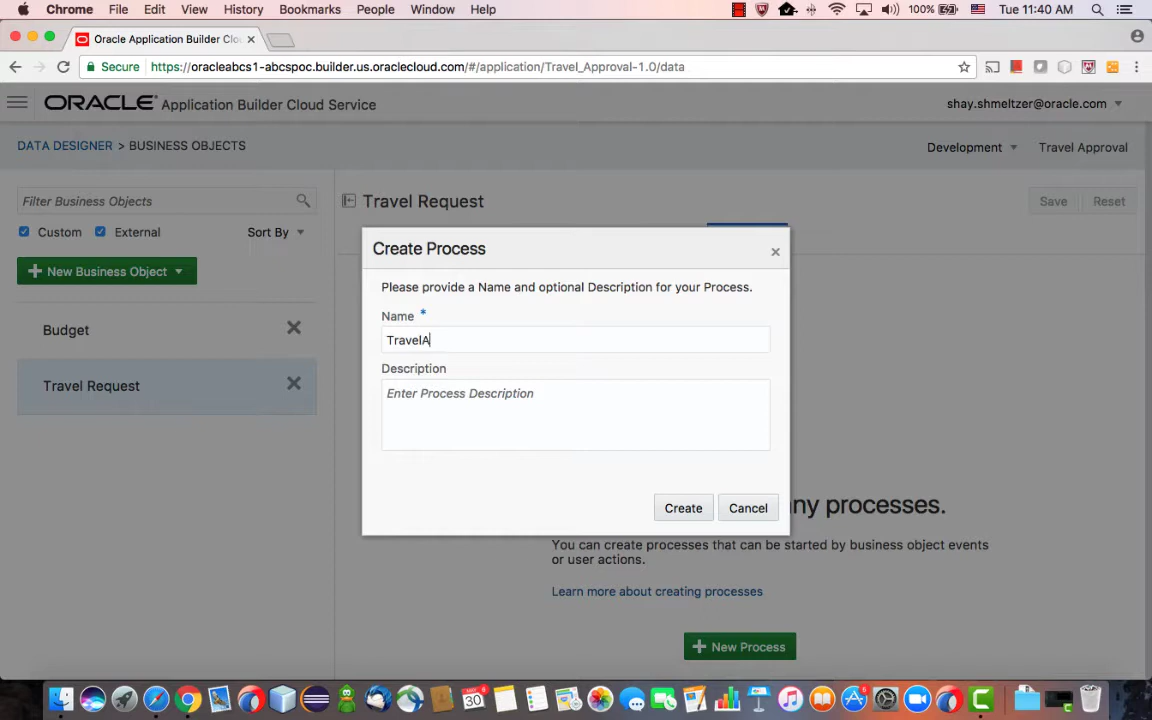 Chrome File Edit View History Bookmarks People Window Help 100% Tue 11:40 AM
Oracle Application Builder Clo
Secure https://oracleabcs1-abcspoc.builder.us.oraclecloud.com/#/application/Travel_Approval-1.0/data
ORACLE Application Builder Cloud Service shay.shmeltzer@oracle.com
DATA DESIGNER > BUSINESS OBJECTS Development Travel Approval
Filter Business Objects Travel Request Save Reset
Custom External Sort By
New Business Object
Budget
Travel Request
Create Process
Please provide a Name and optional Description for your Process.
Name *
TravelA
Description
Enter Process Description
Create Cancel
ny processes.
You can create processes that can be started by business object events
or user actions.
Learn more about creating processes
New Process
30